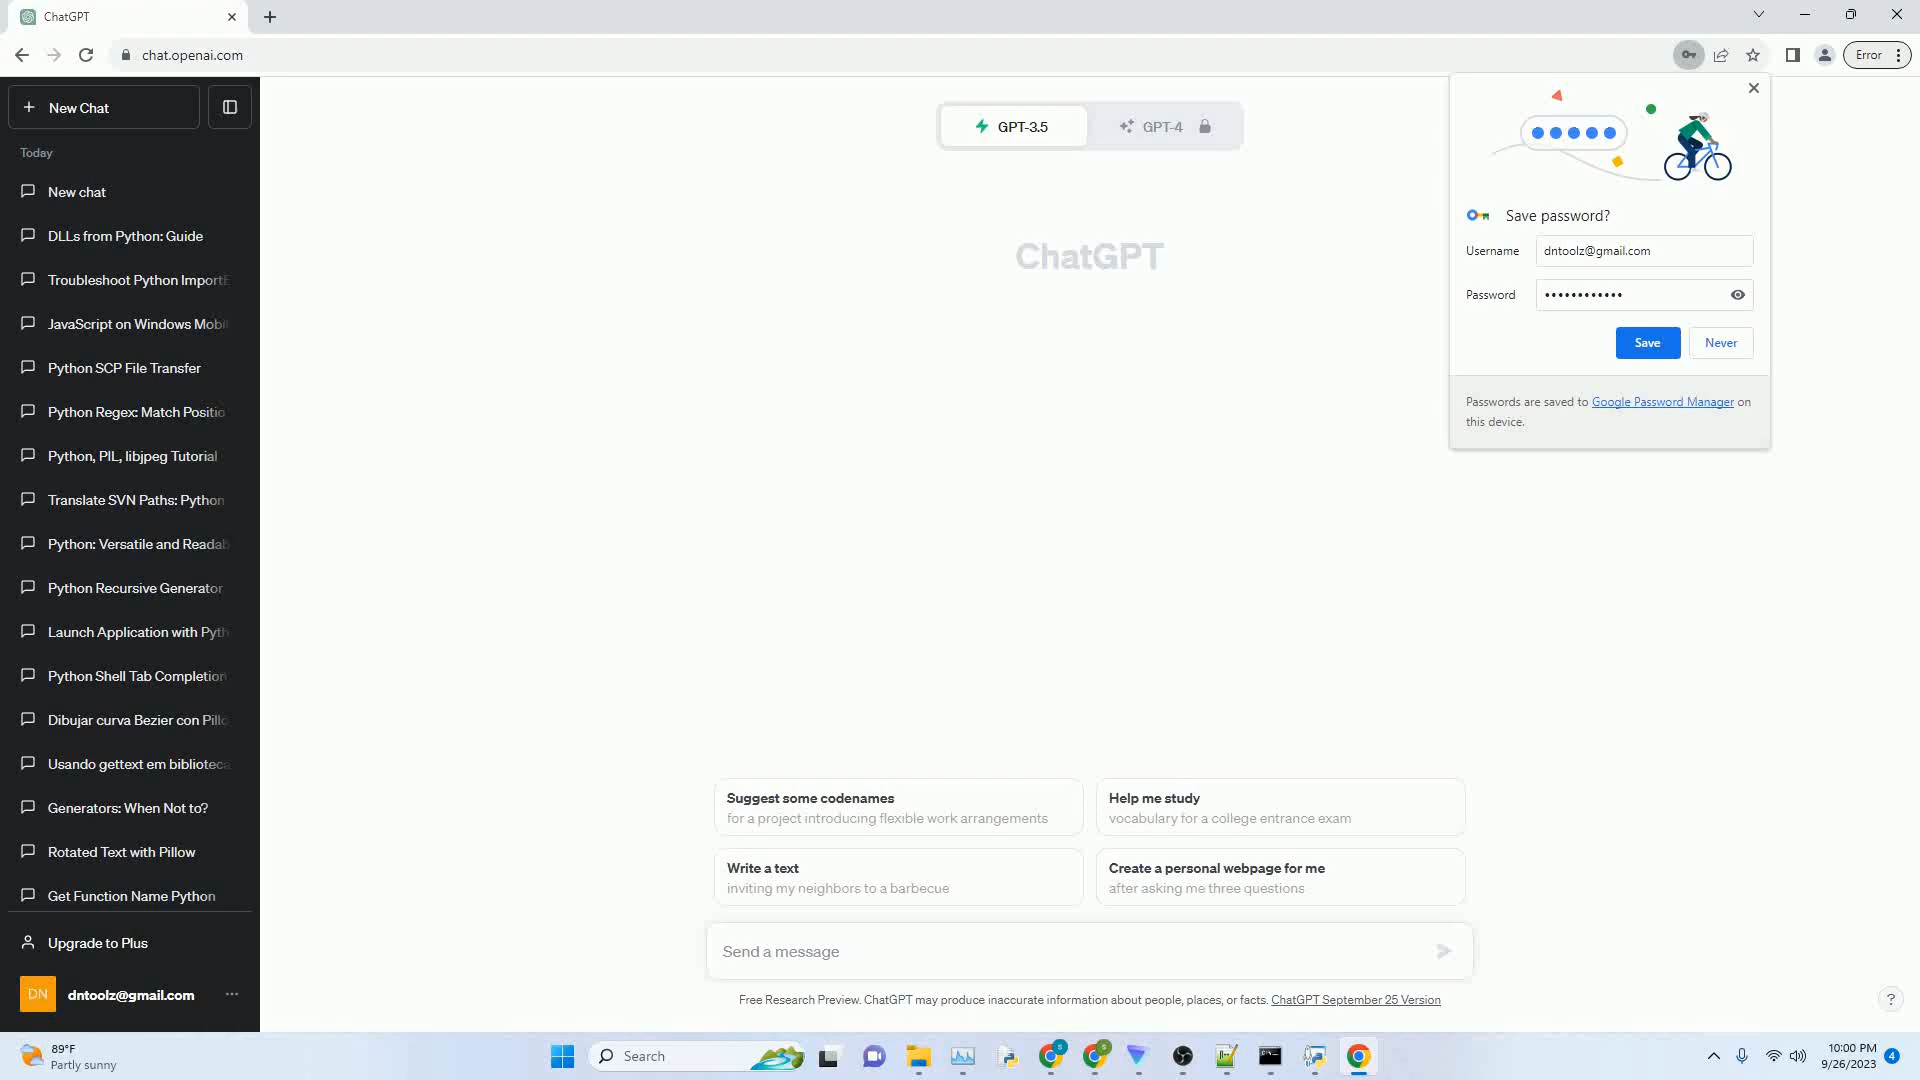 ChatGPT
chat.openai.com
Error
New Chat
Today
New chat
DLLs from Python: Guide
Troubleshoot Python Import
JavaScript on Windows Mobi
Python SCP File Transfer
Python Regex: Match Positio
Python, PIL, libjpeg Tutorial
Translate SVN Paths: Python
Python: Versatile and Readab
Python Recursive Generator
Launch Application with Pyth
Python Shell Tab Completion
Dibujar curva Bezier con Pillo
Usando gettext em biblioteca
Generators: When Not to?
Rotated Text with Pillow
Get Function Name Python
Upgrade to Plus
DN
dntoolz@gmail.com
GPT-3.5
GPT-4
ChatGPT
Save password?
Username
dntoolz@gmail.com
Password
••••••••••••
Save
Never
Passwords are saved to Google Password Manager on
this device.
Suggest some codenames
for a project introducing flexible work arrangements
Help me study
vocabulary for a college entrance exam
Write a text
inviting my neighbors to a barbecue
Create a personal webpage for me
after asking me three questions
Send a message
Free Research Preview. ChatGPT may produce inaccurate information about people, places, or facts. ChatGPT September 25 Version
?
89°F
Partly sunny
Search
S
S
10:00 PM
9/26/2023
4